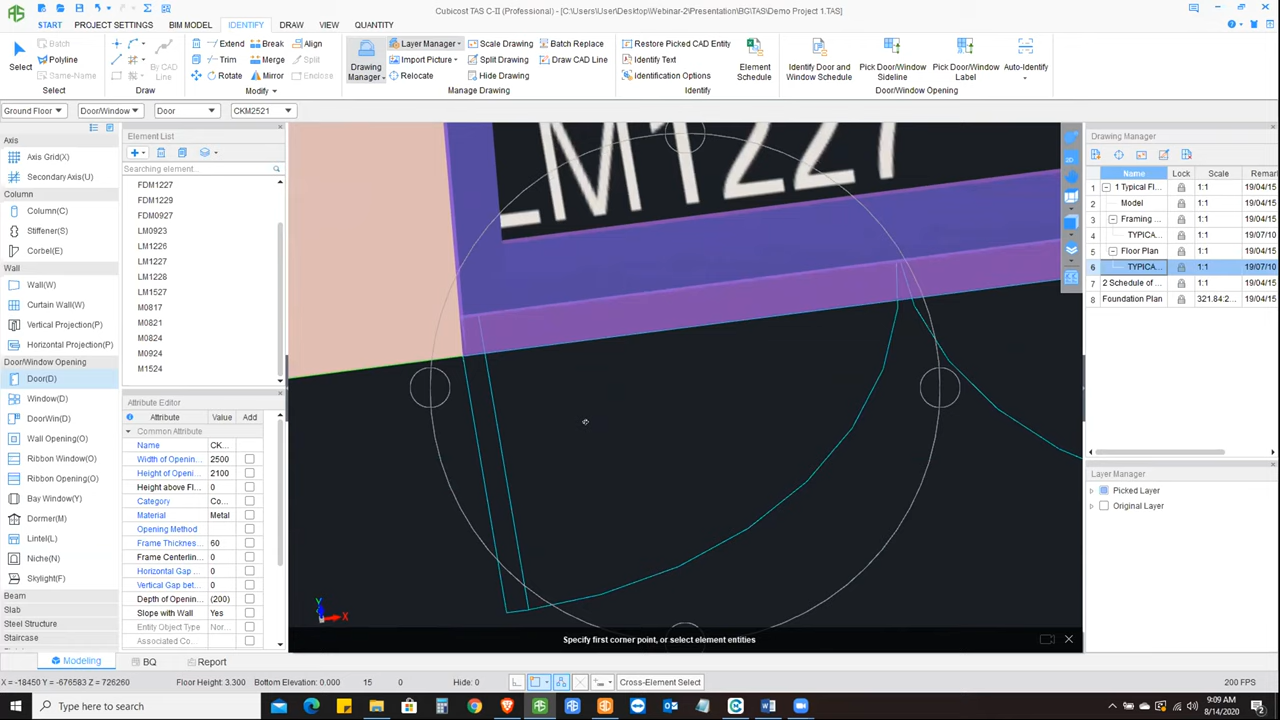 Cubicost TAS C-II (Professional) - [C:\Users\User\Desktop\Webinar-2\Presentation\BG\TAS\Demo Project 1.TAS]
START PROJECT SETTINGS BIM MODEL IDENTIFY DRAW VIEW QUANTITY
Select
Batch
Polyline
Same-Name
Select
By CAD Line
Draw
Extend Break Align
Trim Merge Split
Rotate Mirror Enclose
Modify
Drawing Manager
Layer Manager Scale Drawing Batch Replace
Import Picture Split Drawing Draw CAD Line
Relocate Hide Drawing
Manage Drawing
Restore Picked CAD Entity
Identify Text
Identification Options
Element Schedule
Identify
Identify Door and Window Schedule
Pick Door/Window Sideline
Pick Door/Window Label
Auto-Identify
Door/Window Opening
Ground Floor Door/Window Door CKM2521
Axis
Axis Grid(X)
Secondary Axis(U)
Column
Column(C)
Stiffener(S)
Corbel(E)
Wall
Wall(W)
Curtain Wall(W)
Vertical Projection(P)
Horizontal Projection(P)
Door/Window Opening
Door(D)
Window(D)
DoorWin(D)
Wall Opening(O)
Ribbon Window(O)
Ribbon Opening(O)
Bay Window(Y)
Dormer(M)
Lintel(L)
Niche(N)
Skylight(F)
Beam
Slab
Steel Structure
Staircase
Element List
Searching element...
FDM1227
FDM1229
FDM0927
LM0923
LM1226
LM1227
LM1228
LM1527
M0817
M0821
M0824
M0924
M1524
Attribute Editor
Attribute Value Add
Common Attribute
Name CK...
Width of Openin... 2500
Height of Openi... 2100
Height above Fl... 0
Category Co...
Material Metal
Opening Method
Frame Thicknes... 60
Frame Centerlin... 0
Horizontal Gap ... 0
Vertical Gap bet... 0
Depth of Openin... (200)
Slope with Wall Yes
Entity Object Type Nor...
Associated Co...
LM1227
Y
X
Specify first corner point, or select element entities
Drawing Manager
Name Lock Scale Remar
1 1 Typical Fl... 1:1 19/04/15
2 Model 1:1 19/04/15
3 Framing ... 1:1 19/04/15
4 TYPICA... 1:1 19/07/10
5 Floor Plan 1:1 19/04/15
6 TYPICA... 1:1 19/07/10
7 2 Schedule of ... 1:1 19/04/15
8 Foundation Plan 321.84:2... 19/04/15
Layer Manager
Picked Layer
Original Layer
Modeling BQ Report
X = -18450 Y = -676583 Z = 726260 Floor Height: 3.300 Bottom Elevation: 0.000 15 0 Hide: 0 Cross-Element Select 200 FPS
Type here to search
9:09 AM
8/14/2020